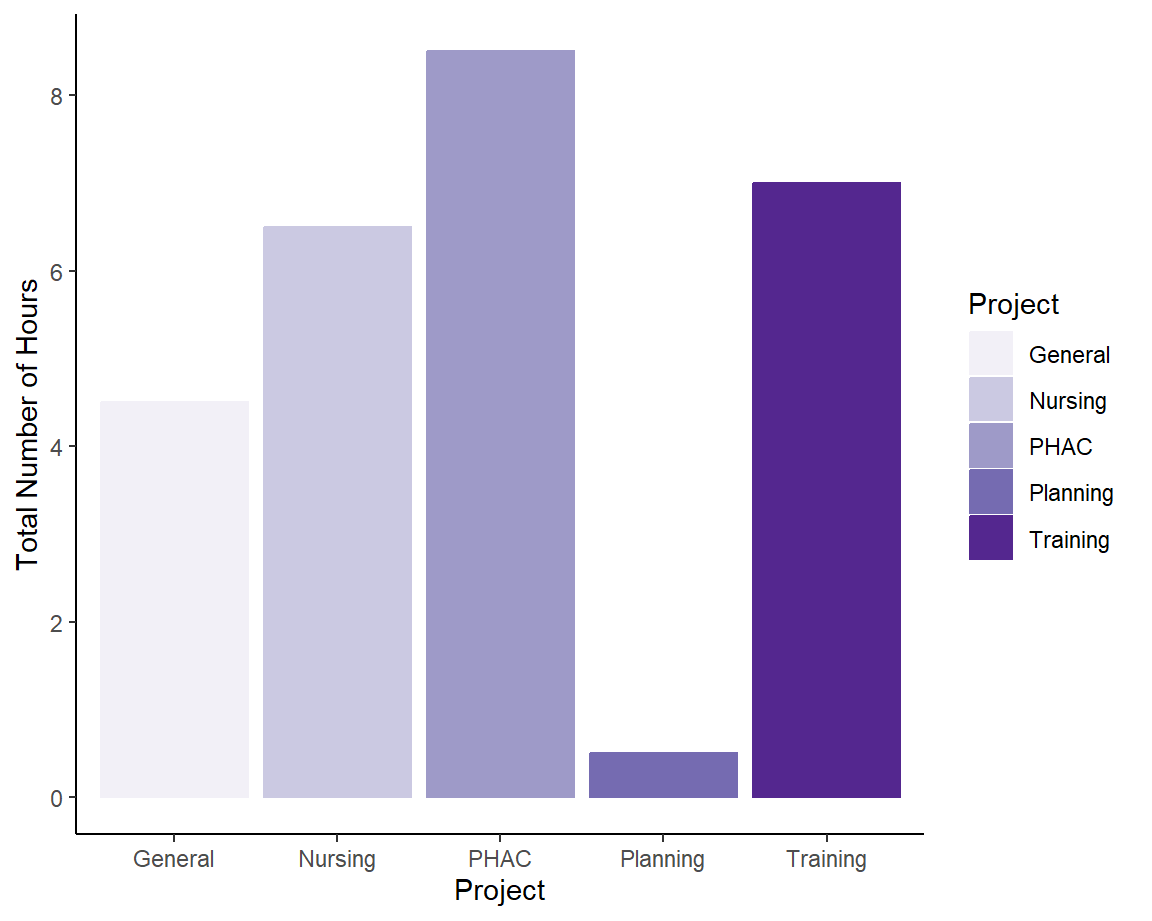 Total Number of Hours
8
6
4
2
0
General Nursing PHAC Planning Training
Project
Project
General
Nursing
PHAC
Planning
Training